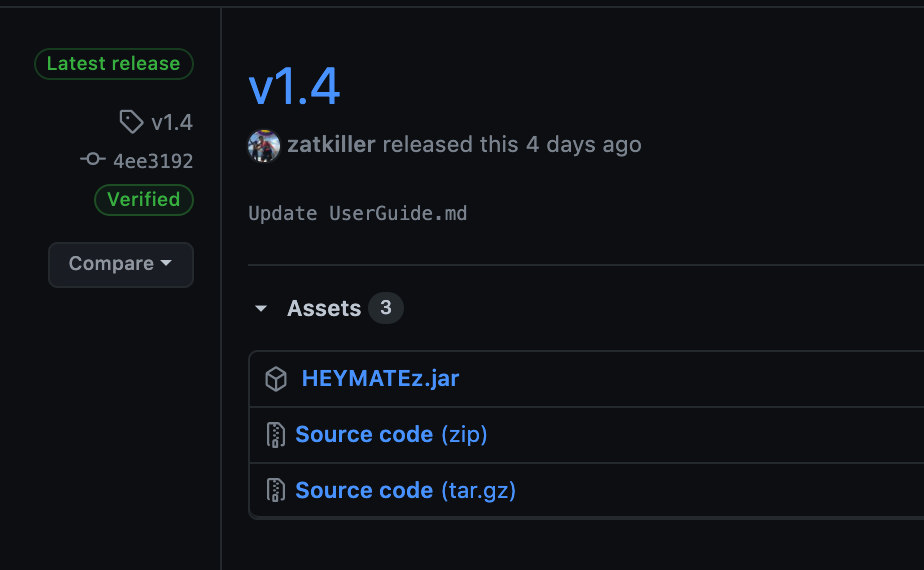 Latest release
v1.4
4ee3192
Verified
Compare
v1.4
zatkiller released this 4 days ago
Update UserGuide.md
Assets 3
HEYMATEz.jar
Source code (zip)
Source code (tar.gz)